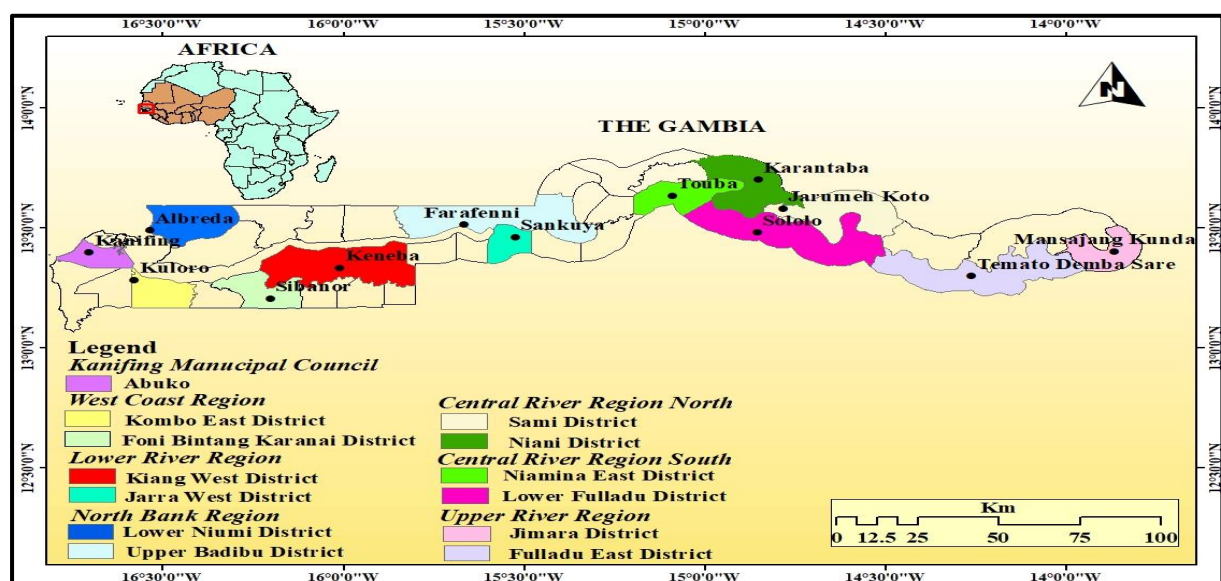 16°30'0"W 16°0'0"W 15°30'0"W 15°0'0"W 14°30'0"W 14°0'0"W
AFRICA
N
14°0'0"N 14°0'0"N
THE GAMBIA
Karantaba
Touba
Jarumeh Koto
Albreda
Farafenni
Sankuya
Sololo
13°30'0"N 13°30'0"N
Kanifing
Mansajang Kunda
Kuloro
Keneba
Temato Demba Sare
Sibanor
13°0'0"N 13°0'0"N
Legend
Kanifing Manucipal Council
Abuko
West Coast Region
Kombo East District
Foni Bintang Karanai District
Lower River Region
Kiang West District
Jarra West District
North Bank Region
Lower Niumi District
Upper Badibu District
Central River Region North
Sami District
Niani District
Central River Region South
Niamina East District
Lower Fulladu District
Upper River Region
Jimara District
Fulladu East District
12°30'0"N 12°30'0"N
Km
0 12.5 25 50 75 100
16°30'0"W 16°0'0"W 15°30'0"W 15°0'0"W 14°30'0"W 14°0'0"W